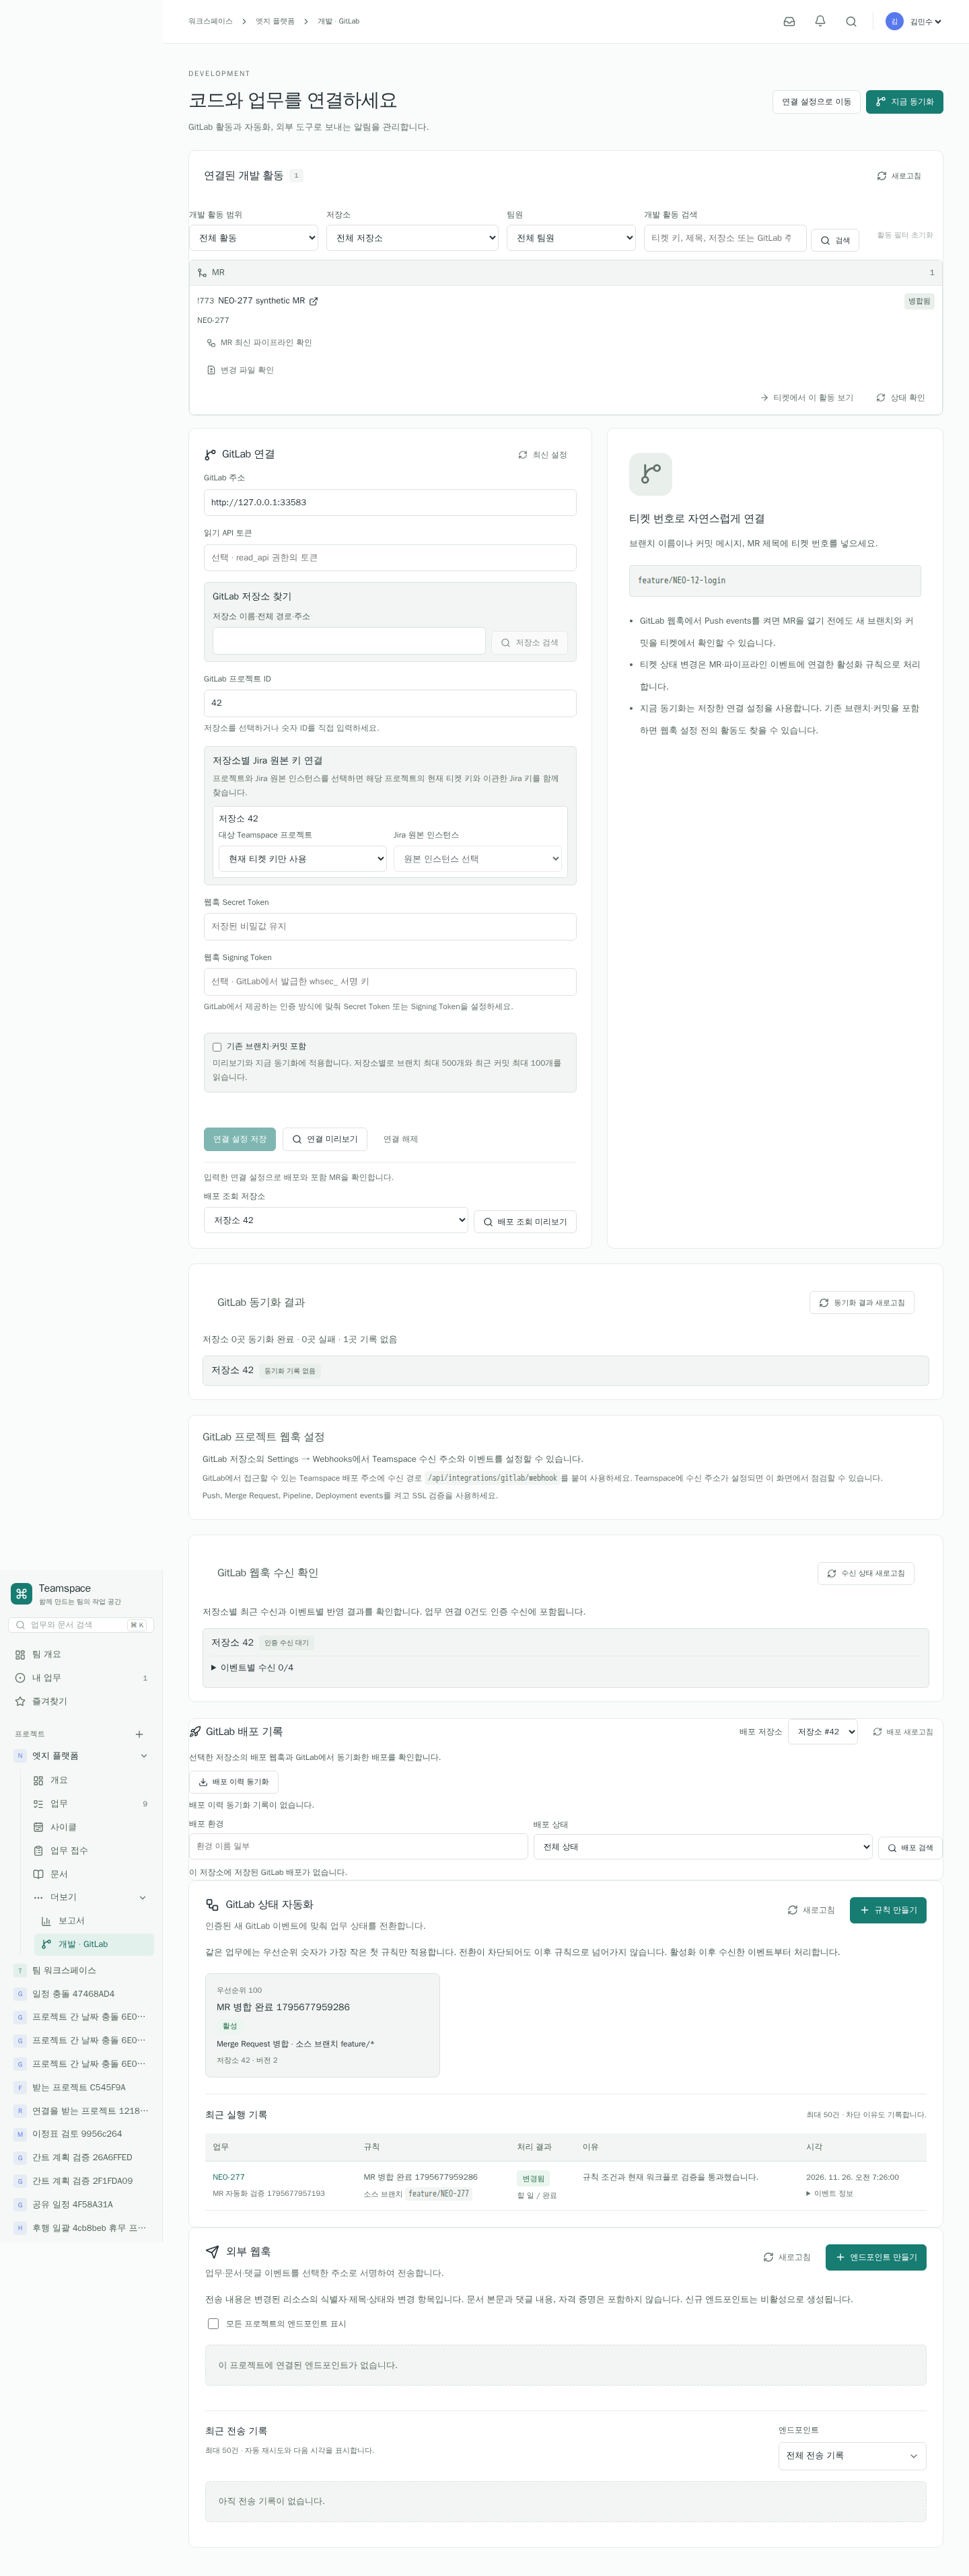 워크스페이스 > 엣지 플랫폼 > 개발 · GitLab
김 김민수
DEVELOPMENT
코드와 업무를 연결하세요
GitLab 활동과 자동화, 외부 도구로 보내는 알림을 관리합니다.
연결 설정으로 이동
지금 동기화
연결된 개발 활동 1
새로고침
개발 활동 범위
저장소
팀원
개발 활동 검색
전체 활동
전체 저장소
전체 팀원
티켓 키, 제목, 저장소 또는 GitLab 주
검색
활동 필터 초기화
MR 1
!773 NEO-277 synthetic MR
병합됨
NEO-277
MR 최신 파이프라인 확인
변경 파일 확인
티켓에서 이 활동 보기
상태 확인
GitLab 연결
최신 설정
GitLab 주소
http://127.0.0.1:33583
읽기 API 토큰
선택 · read_api 권한의 토큰
GitLab 저장소 찾기
저장소 이름·전체 경로·주소
저장소 검색
GitLab 프로젝트 ID
42
저장소를 선택하거나 숫자 ID를 직접 입력하세요.
저장소별 Jira 원본 키 연결
프로젝트와 Jira 원본 인스턴스를 선택하면 해당 프로젝트의 현재 티켓 키와 이관한 Jira 키를 함께
찾습니다.
저장소 42
대상 Teamspace 프로젝트
Jira 원본 인스턴스
현재 티켓 키만 사용
원본 인스턴스 선택
웹훅 Secret Token
저장된 비밀값 유지
웹훅 Signing Token
선택 · GitLab에서 발급한 whsec_ 서명 키
GitLab에서 제공하는 인증 방식에 맞춰 Secret Token 또는 Signing Token을 설정하세요.
기존 브랜치·커밋 포함
미리보기와 지금 동기화에 적용합니다. 저장소별로 브랜치 최대 500개와 최근 커밋 최대 100개를
읽습니다.
연결 설정 저장
연결 미리보기
연결 해제
입력한 연결 설정으로 배포와 포함 MR을 확인합니다.
배포 조회 저장소
저장소 42
배포 조회 미리보기
티켓 번호로 자연스럽게 연결
브랜치 이름이나 커밋 메시지, MR 제목에 티켓 번호를 넣으세요.
feature/NEO-12-login
• GitLab 웹훅에서 Push events를 켜면 MR을 열기 전에도 새 브랜치와 커
밋을 티켓에서 확인할 수 있습니다.
• 티켓 상태 변경은 MR·파이프라인 이벤트에 연결한 활성화 규칙으로 처리
합니다.
• 지금 동기화는 저장한 연결 설정을 사용합니다. 기존 브랜치·커밋을 포함
하면 웹훅 설정 전의 활동도 찾을 수 있습니다.
GitLab 동기화 결과
동기화 결과 새로고침
저장소 0곳 동기화 완료 · 0곳 실패 · 1곳 기록 없음
저장소 42 동기화 기록 없음
GitLab 프로젝트 웹훅 설정
GitLab 저장소의 Settings → Webhooks에서 Teamspace 수신 주소와 이벤트를 설정할 수 있습니다.
GitLab에서 접근할 수 있는 Teamspace 배포 주소에 수신 경로 /api/integrations/gitlab/webhook 를 붙여 사용하세요. Teamspace에 수신 주소가 설정되면 이 화면에서 점검할 수 있습니다.
Push, Merge Request, Pipeline, Deployment events를 켜고 SSL 검증을 사용하세요.
GitLab 웹훅 수신 확인
수신 상태 새로고침
저장소별 최근 수신과 이벤트별 반영 결과를 확인합니다. 업무 연결 0건도 인증 수신에 포함됩니다.
저장소 42 인증 수신 대기
이벤트별 수신 0/4
GitLab 배포 기록
배포 저장소
저장소 #42
배포 새로고침
선택한 저장소의 배포 웹훅과 GitLab에서 동기화한 배포를 확인합니다.
배포 이력 동기화
배포 이력 동기화 기록이 없습니다.
배포 환경
배포 상태
환경 이름 일부
전체 상태
배포 검색
이 저장소에 저장된 GitLab 배포가 없습니다.
GitLab 상태 자동화
새로고침
규칙 만들기
인증된 새 GitLab 이벤트에 맞춰 업무 상태를 전환합니다.
같은 업무에는 우선순위 숫자가 가장 작은 첫 규칙만 적용합니다. 전환이 차단되어도 이후 규칙으로 넘어가지 않습니다. 활성화 이후 수신한 이벤트부터 처리합니다.
우선순위 100
MR 병합 완료 1795677959286
활성
Merge Request 병합 · 소스 브랜치 feature/*
저장소 42 · 버전 2
최근 실행 기록
최대 50건 · 차단 이유도 기록합니다.
업무 규칙 처리 결과 이유 시각
NEO-277 MR 병합 완료 1795677959286 변경됨 규칙 조건과 현재 워크플로 검증을 통과했습니다. 2026. 11. 26. 오전 7:26:00
MR 자동화 검증 1795677957193 소스 브랜치 feature/NEO-277 할 일 / 완료 이벤트 정보
외부 웹훅
새로고침
엔드포인트 만들기
업무·문서·댓글 이벤트를 선택한 주소로 서명하여 전송합니다.
전송 내용은 변경된 리소스의 식별자·제목·상태와 변경 항목입니다. 문서 본문과 댓글 내용, 자격 증명은 포함하지 않습니다. 신규 엔드포인트는 비활성으로 생성됩니다.
모든 프로젝트의 엔드포인트 표시
이 프로젝트에 연결된 엔드포인트가 없습니다.
최근 전송 기록
엔드포인트
최대 50건 · 자동 재시도와 다음 시각을 표시합니다.
전체 전송 기록
아직 전송 기록이 없습니다.
Teamspace
함께 만드는 팀의 작업 공간
업무와 문서 검색 ⌘ K
팀 개요
내 업무 1
즐겨찾기
프로젝트
N 엣지 플랫폼
개요
업무 9
사이클
업무 접수
문서
더보기
보고서
개발 · GitLab
T 팀 워크스페이스
G 일정 충돌 47468AD4
G 프로젝트 간 날짜 충돌 6E0…
G 프로젝트 간 날짜 충돌 6E0…
G 프로젝트 간 날짜 충돌 6E0…
F 받는 프로젝트 C545F9A
R 연결을 받는 프로젝트 1218…
M 이정표 검토 9956c264
G 간트 계획 검증 26A6FFED
G 간트 계획 검증 2F1FDA09
G 공유 일정 4F58A31A
H 후행 일괄 4cb8beb 휴무 프…